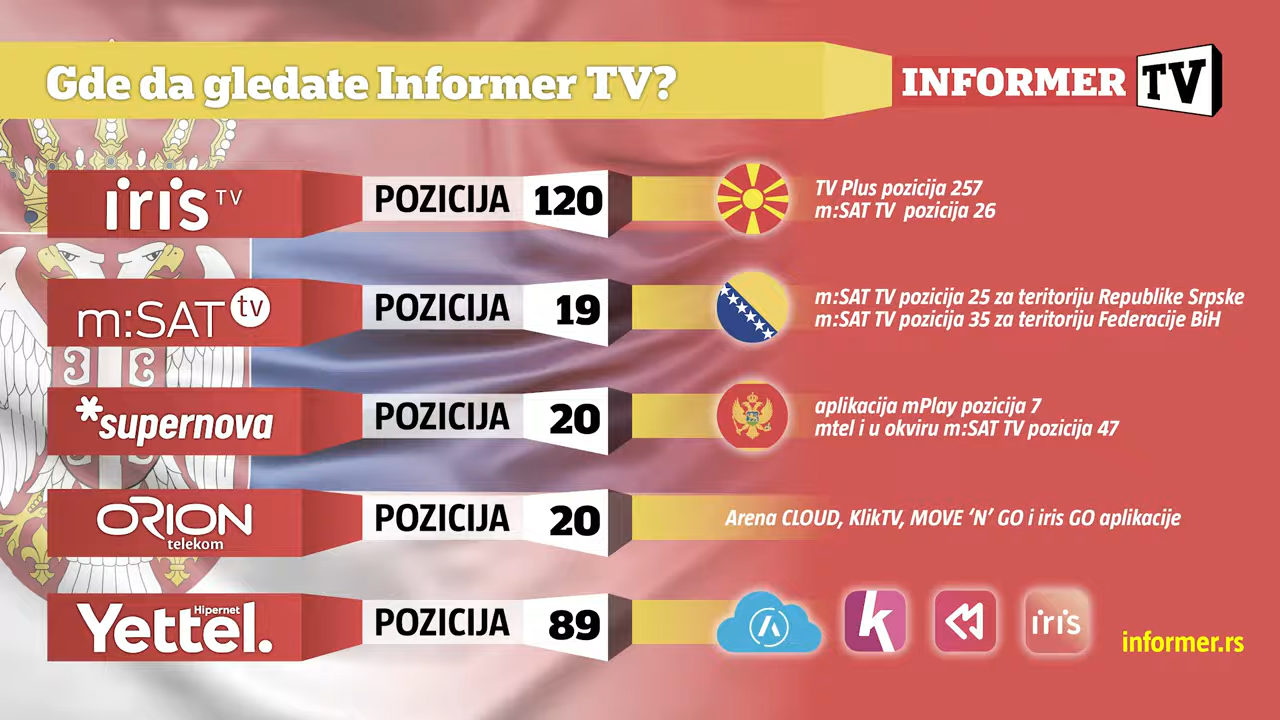 Gde da gledate Informer TV?
INFORMER TV
iris TV
POZICIJA 120
TV Plus pozicija 257
m:SAT TV pozicija 26
m:SAT tv
POZICIJA 19
m:SAT TV pozicija 25 za teritoriju Republike Srpske
m:SAT TV pozicija 35 za teritoriju Federacije BiH
*supernova
POZICIJA 20
aplikacija mPlay pozicija 7
mtel i u okviru m:SAT TV pozicija 47
ORION
telekom
POZICIJA 20
Arena CLOUD, KlikTV, MOVE ‘N’ GO i iris GO aplikacije
Hipernet
Yettel.
POZICIJA 89
k
iris
informer.rs